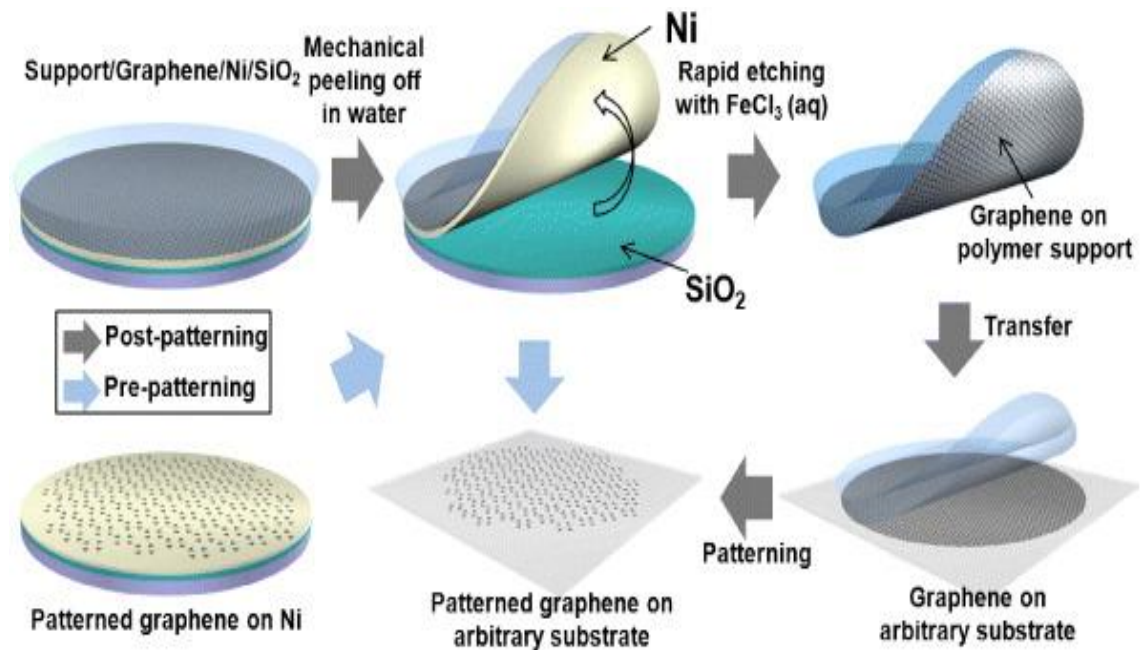 Support/Graphene/Ni/SiO₂
Mechanical
peeling off
in water
Ni
Rapid etching
with FeCl₃ (aq)
Graphene on
polymer support
SiO₂
Post-patterning
Pre-patterning
Transfer
Patterning
Patterned graphene on Ni
Patterned graphene on
arbitrary substrate
Graphene on
arbitrary substrate